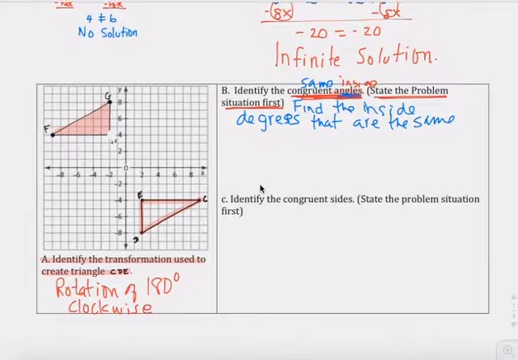 4 ≠ 6
No Solution
-(8x) -8x
-20 = -20
Infinite Solution.
same inside
B. Identify the congruent angles. (State the Problem
situation first) Find the inside
degrees that are the same
c. Identify the congruent sides. (State the problem situation
first)
G
F
y
x
E
C
D
A. Identify the transformation used to
create triangle CDE.
Rotation of 180°
Clockwise